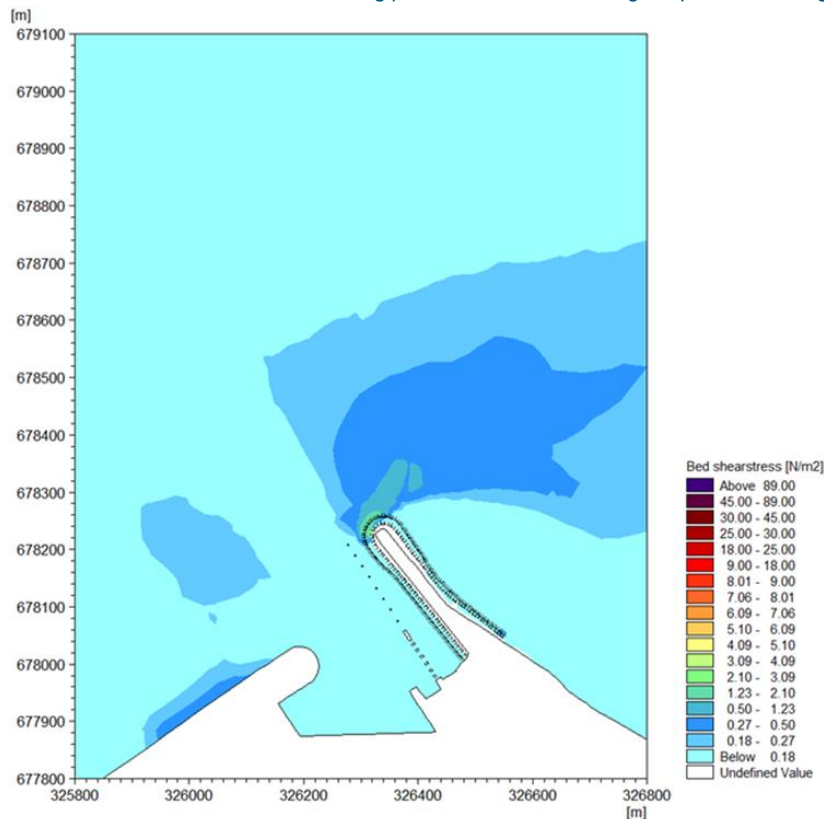 [m]
679100
679000
678900
678800
678700
678600
678500
678400
678300
678200
678100
678000
677900
677800
325800 326000 326200 326400 326600 326800
[m]
Bed shearstress [N/m2]
Above 89.00
45.00 - 89.00
30.00 - 45.00
25.00 - 30.00
18.00 - 25.00
9.00 - 18.00
8.01 - 9.00
7.06 - 8.01
6.09 - 7.06
5.10 - 6.09
4.09 - 5.10
3.09 - 4.09
2.10 - 3.09
1.23 - 2.10
0.50 - 1.23
0.27 - 0.50
0.18 - 0.27
Below 0.18
Undefined Value